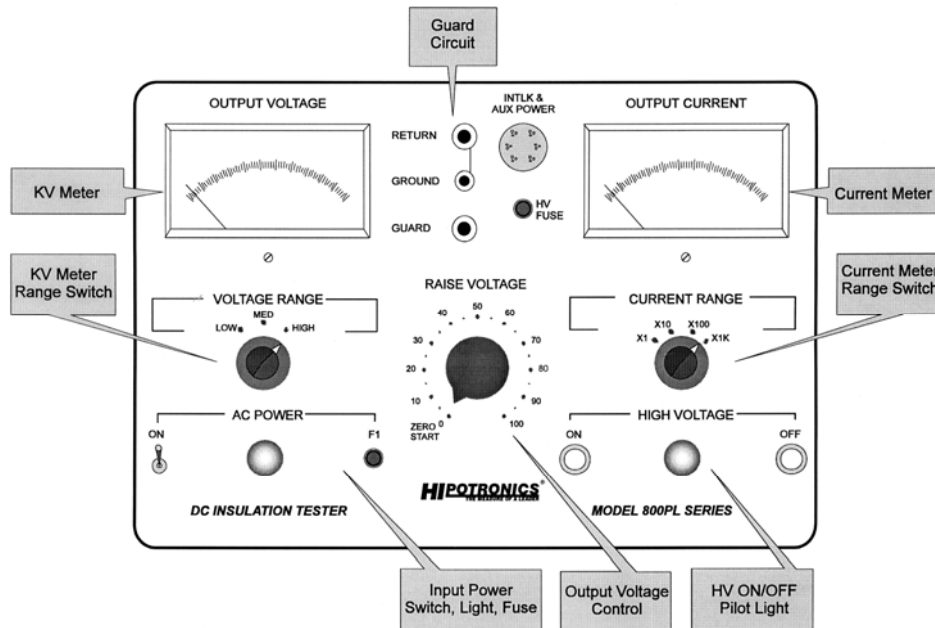 Guard
Circuit
OUTPUT VOLTAGE
INTLK &
AUX POWER
OUTPUT CURRENT
RETURN
GROUND
GUARD
HV
FUSE
KV Meter
Current Meter
KV Meter
Range Switch
Current Meter
Range Switch
VOLTAGE RANGE
LOW
MED
HIGH
RAISE VOLTAGE
0
10
20
30
40
50
60
70
80
90
100
ZERO
START
CURRENT RANGE
X1
X10
X100
X1K
AC POWER
ON
F1
HIGH VOLTAGE
ON
OFF
HIPOTRONICS®
THE MEASURE OF A LEADER
DC INSULATION TESTER
MODEL 800PL SERIES
Input Power
Switch, Light, Fuse
Output Voltage
Control
HV ON/OFF
Pilot Light